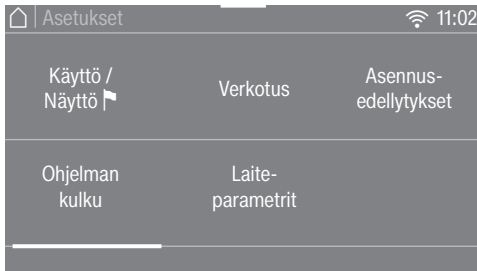 Asetukset 11:02
Käyttö / Verkotus Asennus-
Näyttö edellytykset
Ohjelman Laite-
kulku parametrit